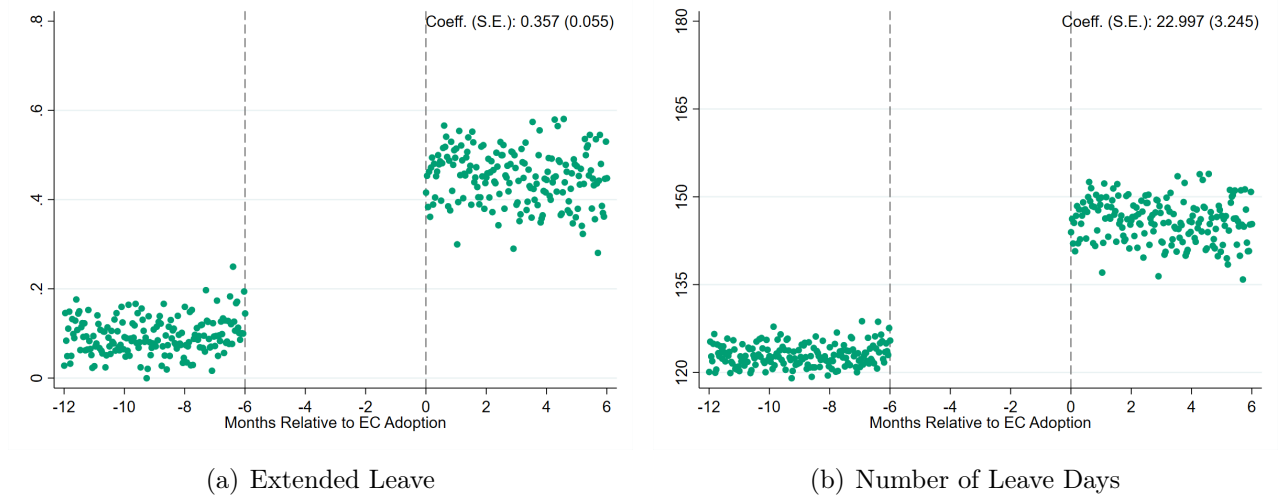 Coeff. (S.E.): 0.357 (0.055)
.8
.6
.4
.2
0
-12 -10 -8 -6 -4 -2 0 2 4 6
Months Relative to EC Adoption
(a) Extended Leave
Coeff. (S.E.): 22.997 (3.245)
180
165
150
135
120
-12 -10 -8 -6 -4 -2 0 2 4 6
Months Relative to EC Adoption
(b) Number of Leave Days